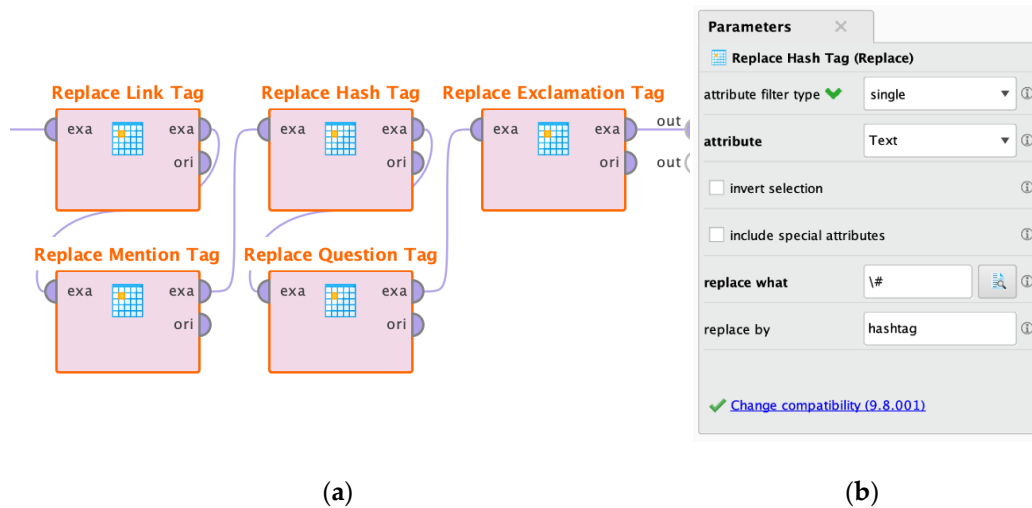 Replace Link Tag
exa exa
ori
Replace Hash Tag
exa exa
ori
Replace Exclamation Tag
exa exa
ori
out
out
Replace Mention Tag
exa exa
ori
Replace Question Tag
exa exa
ori
(a)
Parameters
Replace Hash Tag (Replace)
attribute filter type single
attribute Text
invert selection
include special attributes
replace what \#
replace by hashtag
Change compatibility (9.8.001)
(b)